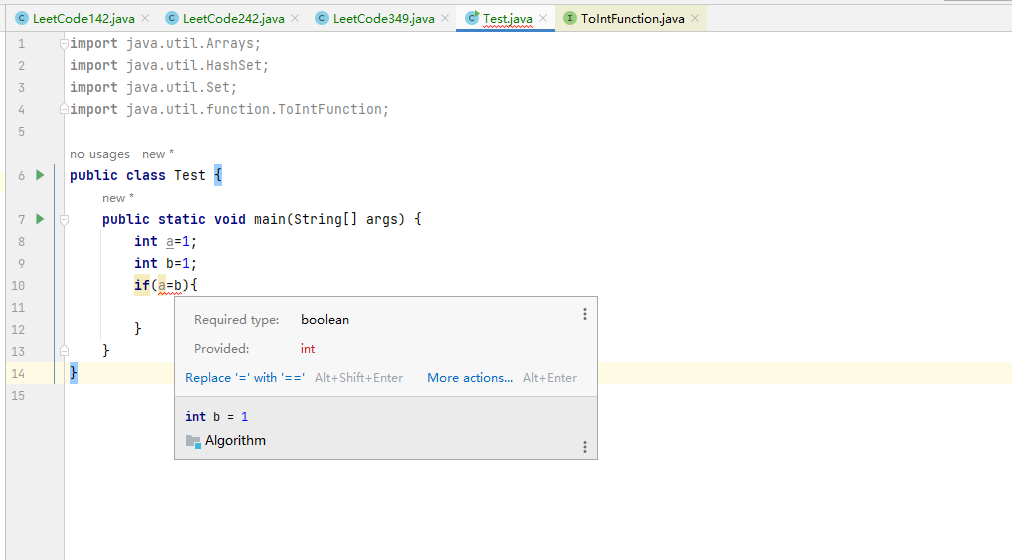 LeetCode142.java LeetCode242.java LeetCode349.java Test.java ToIntFunction.java
1 import java.util.Arrays;
2 import java.util.HashSet;
3 import java.util.Set;
4 import java.util.function.ToIntFunction;
5
no usages new *
6 public class Test {
new *
7 public static void main(String[] args) {
8 int a=1;
9 int b=1;
10 if(a=b){
11
12 }
13 }
14 }
15
Required type: boolean
Provided: int
Replace '=' with '==' Alt+Shift+Enter More actions... Alt+Enter
int b = 1
Algorithm